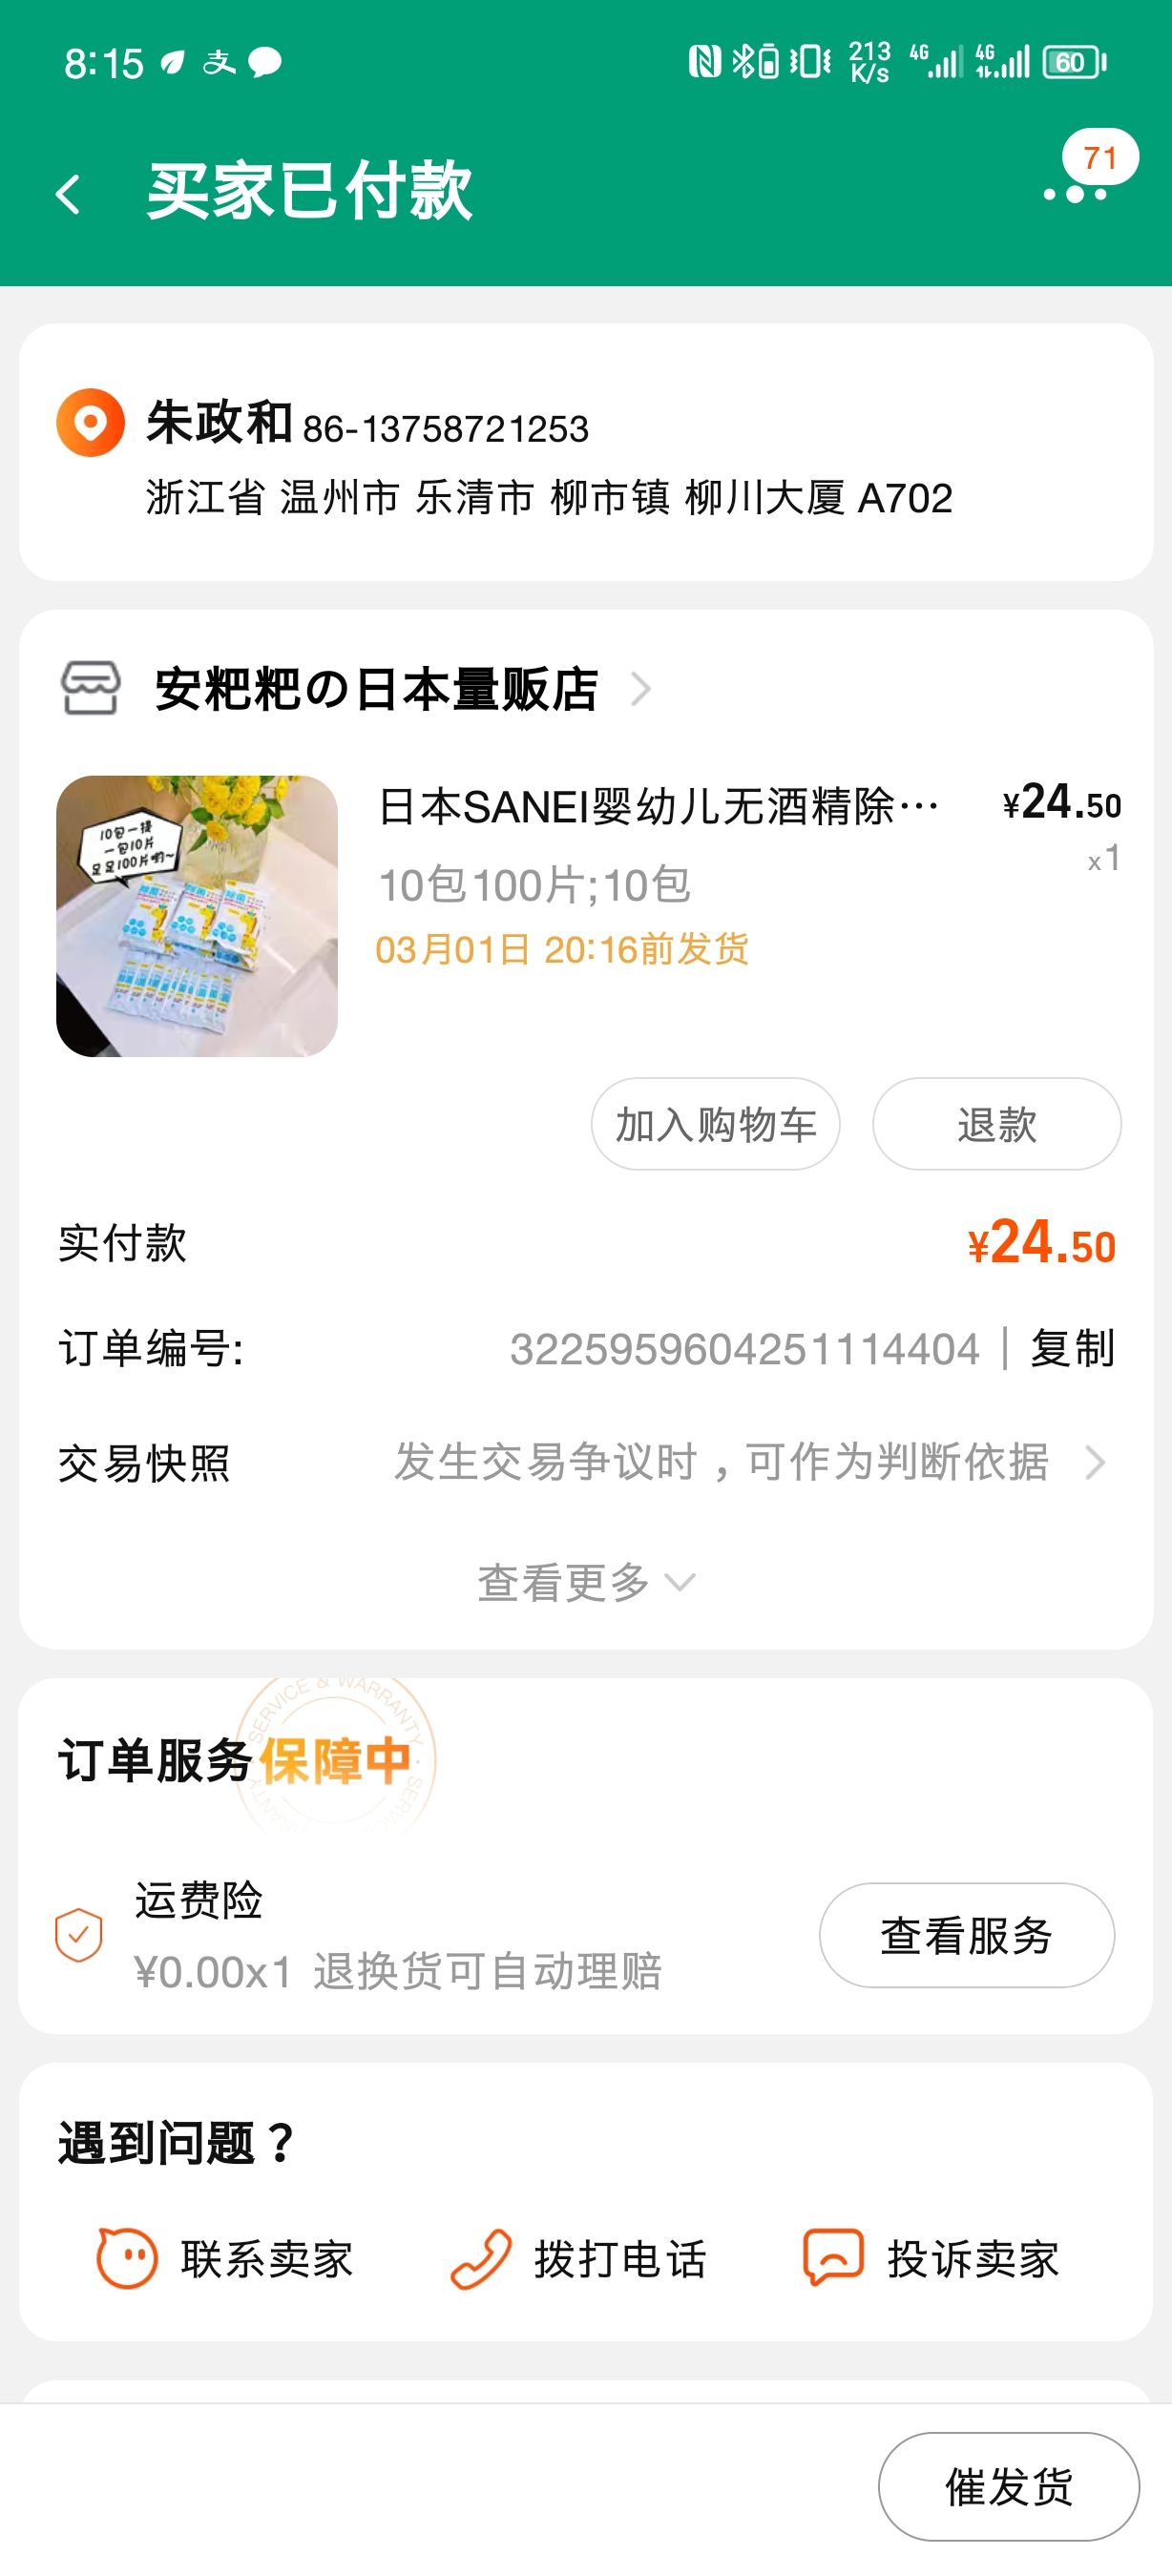 8:15 支 213 K/s 4G 4G 60
买家已付款
71
朱政和 86-13758721253
浙江省 温州市 乐清市 柳市镇 柳川大厦 A702
安粑粑の日本量贩店
日本SANEI婴幼儿无酒精除… ¥24.50
10包100片;10包 x1
03月01日 20:16前发货
10包一提
一包10片
足足100片哟~
除菌 除菌
加入购物车 退款
实付款 ¥24.50
订单编号: 3225959604251114404 | 复制
交易快照 发生交易争议时，可作为判断依据
查看更多
SERVICE & WARRANTY · SERVICE
订单服务保障中
运费险
¥0.00x1 退换货可自动理赔
查看服务
遇到问题？
联系卖家 拨打电话 投诉卖家
催发货